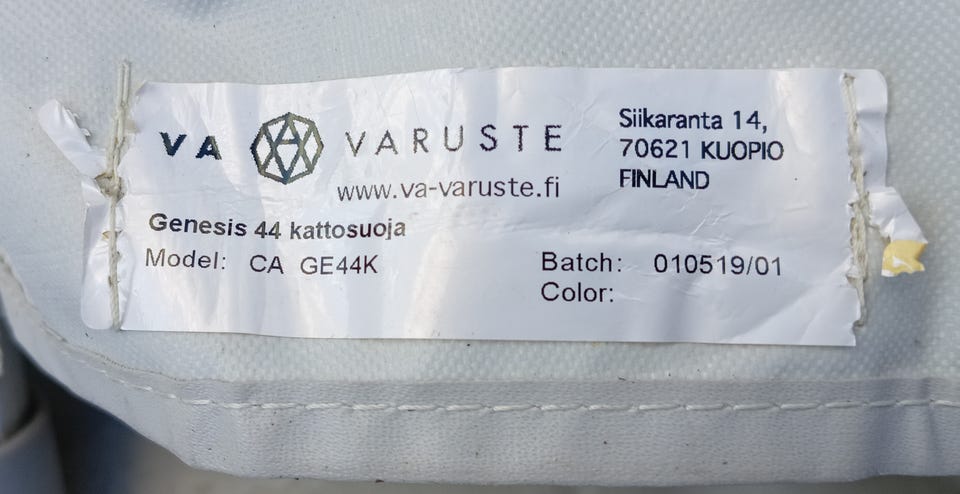 VA VARUSTE
www.va-varuste.fi
Siikaranta 14,
70621 KUOPIO
FINLAND
Genesis 44 kattosuoja
Model: CA GE44K
Batch: 010519/01
Color: